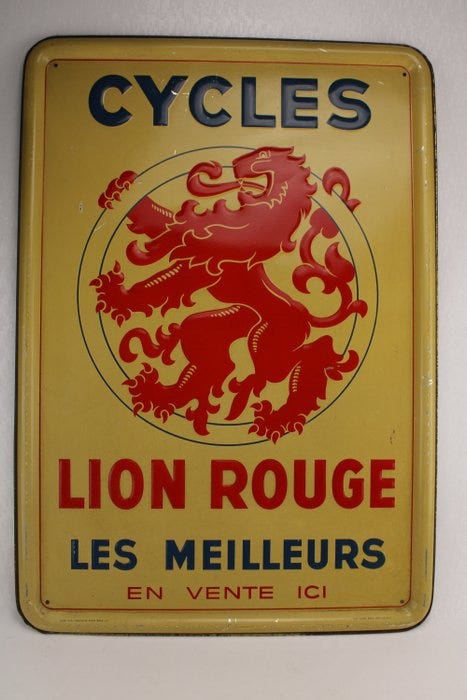 CYCLES
LION ROUGE
LES MEILLEURS
EN VENTE ICI